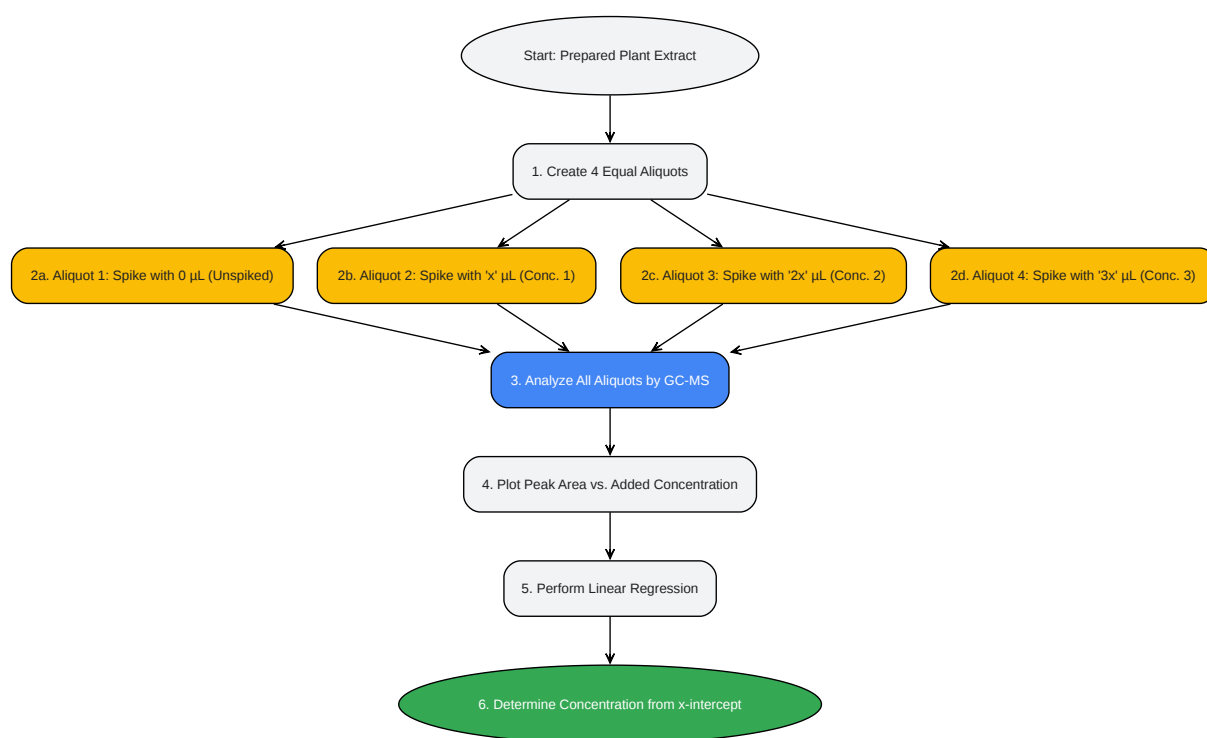 Start: Prepared Plant Extract
1. Create 4 Equal Aliquots
2a. Aliquot 1: Spike with 0 µL (Unspiked)
2b. Aliquot 2: Spike with 'x' µL (Conc. 1)
2c. Aliquot 3: Spike with '2x' µL (Conc. 2)
2d. Aliquot 4: Spike with '3x' µL (Conc. 3)
3. Analyze All Aliquots by GC-MS
4. Plot Peak Area vs. Added Concentration
5. Perform Linear Regression
6. Determine Concentration from x-intercept